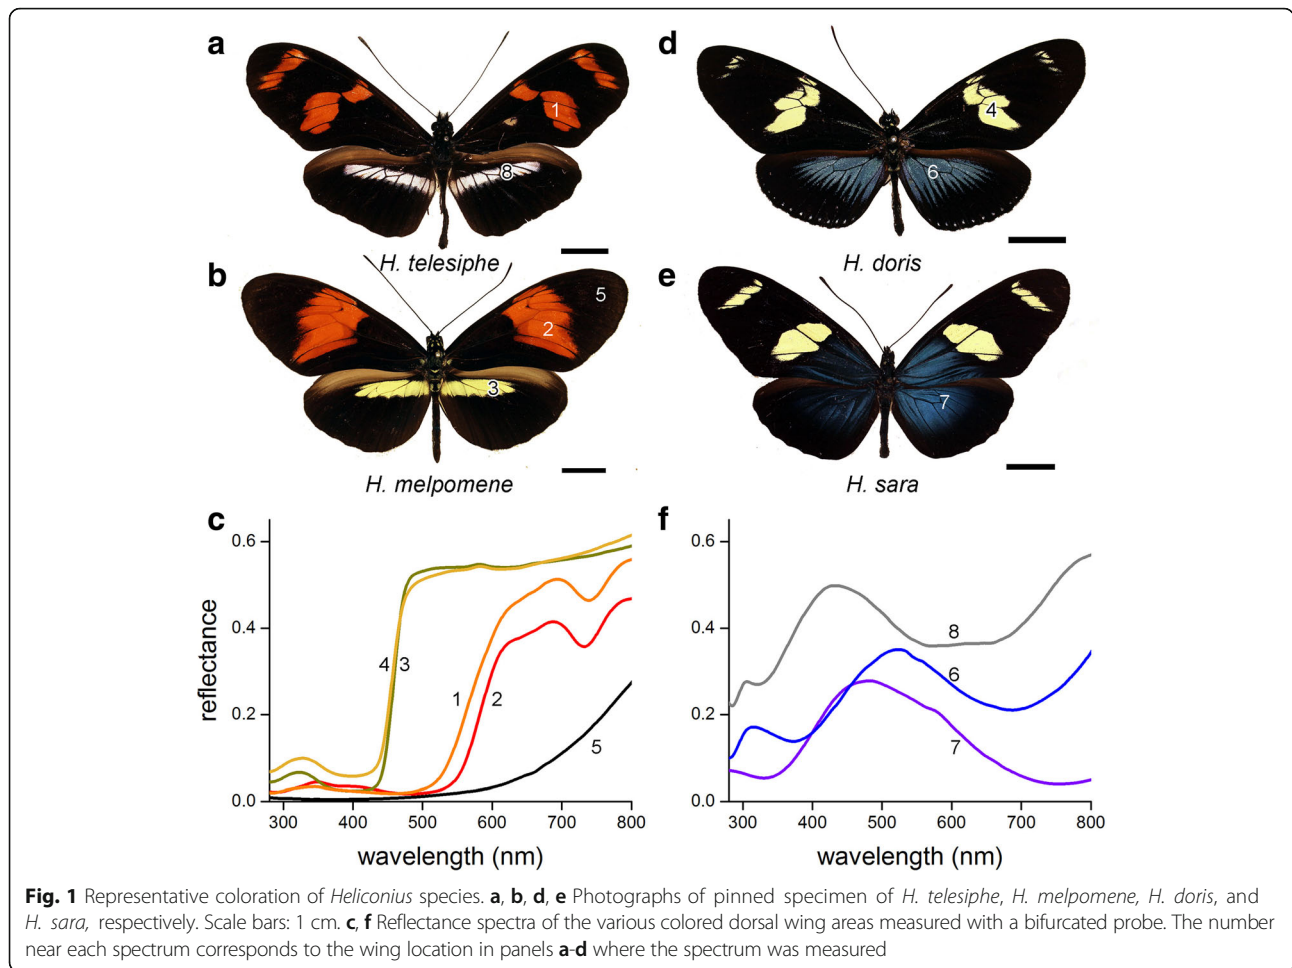 a
1
8
H. telesiphe
d
4
6
H. doris
b
5
2
3
H. melpomene
e
7
H. sara
c
0.6
0.4
0.2
0.0
reflectance
4 3
1 2
5
300 400 500 600 700 800
wavelength (nm)
f
0.6
0.4
0.2
0.0
8
6
7
300 400 500 600 700 800
wavelength (nm)
Fig. 1 Representative coloration of Heliconius species. a, b, d, e Photographs of pinned specimen of H. telesiphe, H. melpomene, H. doris, and
H. sara, respectively. Scale bars: 1 cm. c, f Reflectance spectra of the various colored dorsal wing areas measured with a bifurcated probe. The number
near each spectrum corresponds to the wing location in panels a-d where the spectrum was measured